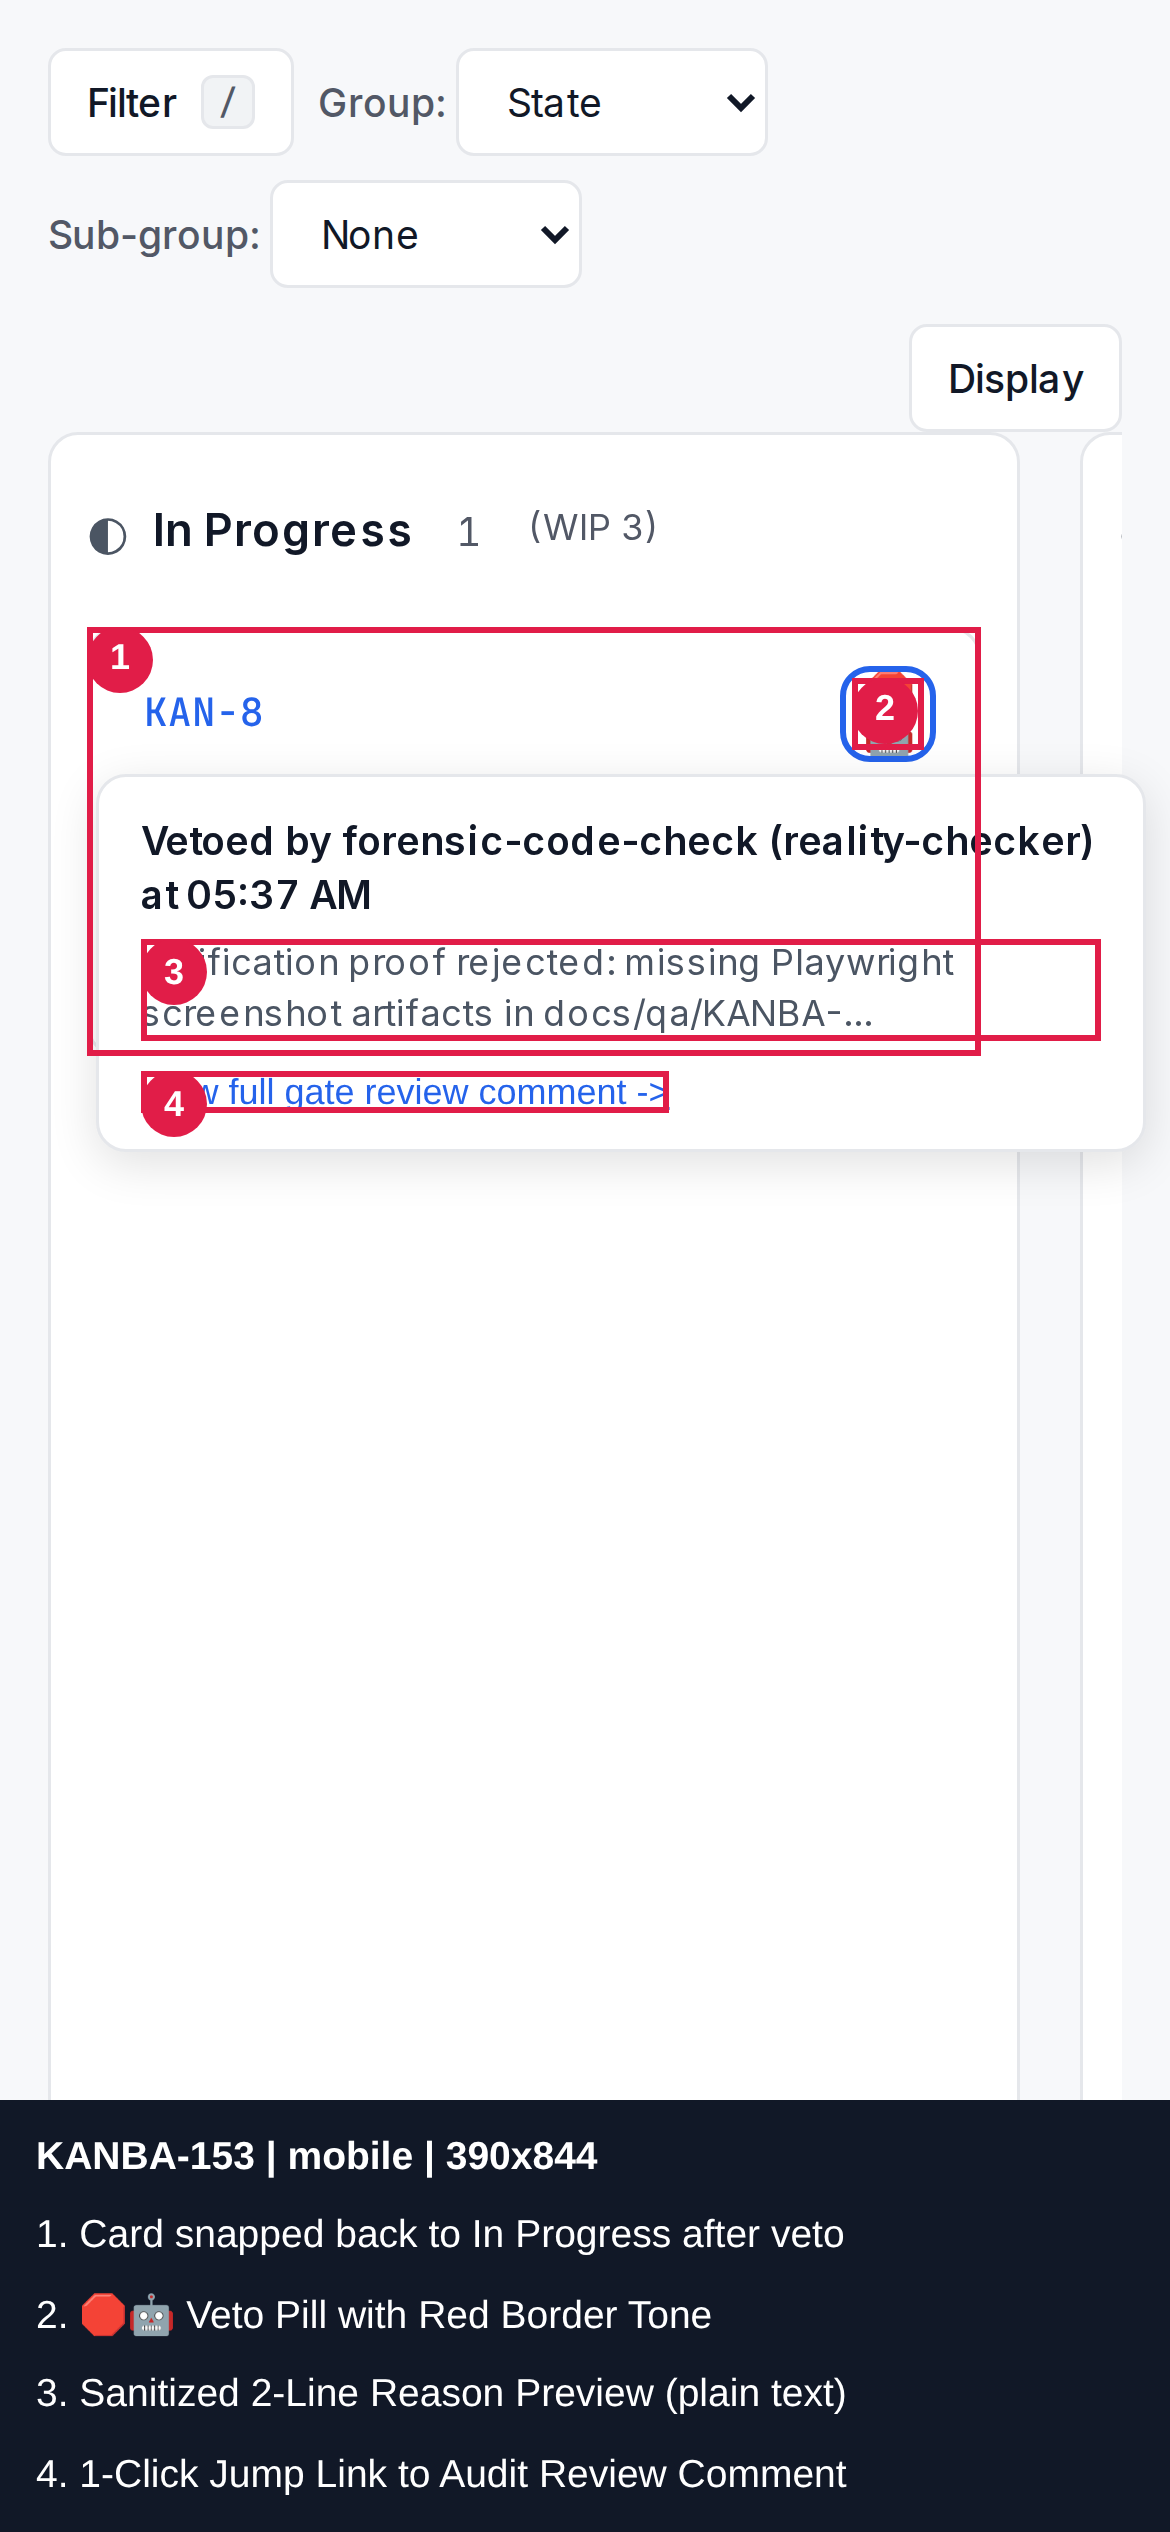 Filter /
Group: State
Sub-group: None
Display
In Progress 1 (WIP 3)
1
KAN-8
2
Vetoed by forensic-code-check (reality-checker)
at 05:37 AM
3
proof rejected: missing Playwright
screenshot artifacts in docs/qa/KANBA-...
4
full gate review comment ->
KANBA-153 | mobile | 390x844
1. Card snapped back to In Progress after veto
2. 🛑🤖 Veto Pill with Red Border Tone
3. Sanitized 2-Line Reason Preview (plain text)
4. 1-Click Jump Link to Audit Review Comment